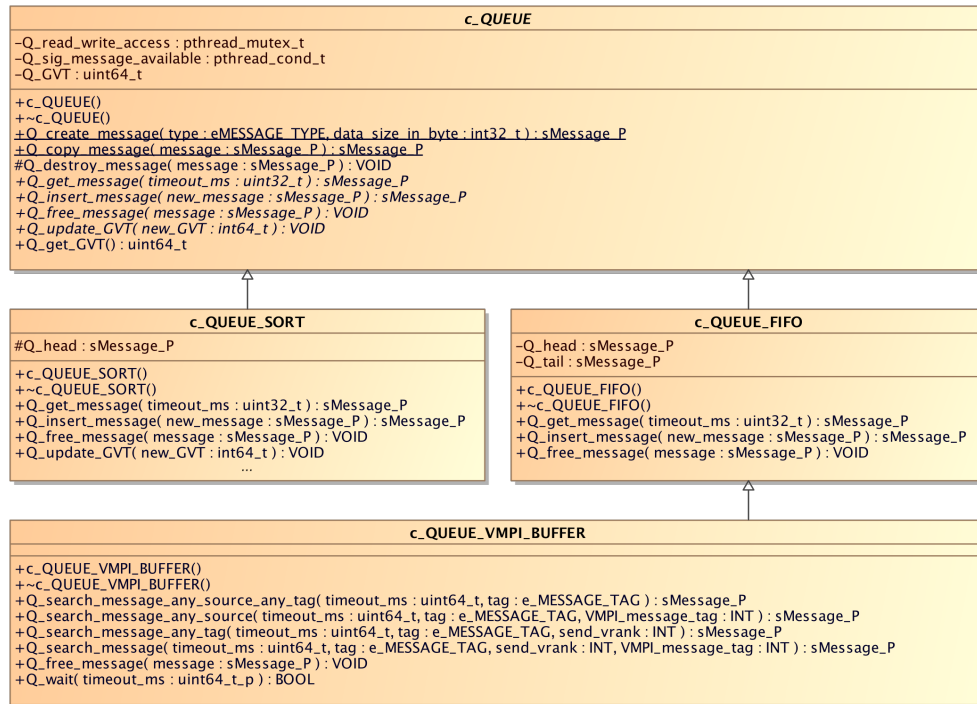 c_QUEUE
-Q_read_write_access : pthread_mutex_t
-Q_sig_message_available : pthread_cond_t
-Q_GVT : uint64_t
+c_QUEUE()
+~c_QUEUE()
+Q_create_message( type : eMESSAGE_TYPE, data_size_in_byte : int32_t ) : sMessage_P
+Q_copy_message( message : sMessage_P ) : sMessage_P
#Q_destroy_message( message : sMessage_P ) : VOID
+Q_get_message( timeout_ms : uint32_t ) : sMessage_P
+Q_insert_message( new_message : sMessage_P ) : sMessage_P
+Q_free_message( message : sMessage_P ) : VOID
+Q_update_GVT( new_GVT : int64_t ) : VOID
+Q_get_GVT() : uint64_t
c_QUEUE_SORT
#Q_head : sMessage_P
+c_QUEUE_SORT()
+~c_QUEUE_SORT()
+Q_get_message( timeout_ms : uint32_t ) : sMessage_P
+Q_insert_message( new_message : sMessage_P ) : sMessage_P
+Q_free_message( message : sMessage_P ) : VOID
+Q_update_GVT( new_GVT : int64_t ) : VOID
...
c_QUEUE_FIFO
-Q_head : sMessage_P
-Q_tail : sMessage_P
+c_QUEUE_FIFO()
+~c_QUEUE_FIFO()
+Q_get_message( timeout_ms : uint32_t ) : sMessage_P
+Q_insert_message( new_message : sMessage_P ) : sMessage_P
+Q_free_message( message : sMessage_P ) : VOID
c_QUEUE_VMPI_BUFFER
+c_QUEUE_VMPI_BUFFER()
+~c_QUEUE_VMPI_BUFFER()
+Q_search_message_any_source_any_tag( timeout_ms : uint64_t, tag : e_MESSAGE_TAG ) : sMessage_P
+Q_search_message_any_source( timeout_ms : uint64_t, tag : e_MESSAGE_TAG, VMPI_message_tag : INT ) : sMessage_P
+Q_search_message_any_tag( timeout_ms : uint64_t, tag : e_MESSAGE_TAG, send_vrank : INT ) : sMessage_P
+Q_search_message( timeout_ms : uint64_t, tag : e_MESSAGE_TAG, send_vrank : INT, VMPI_message_tag : INT ) : sMessage_P
+Q_free_message( message : sMessage_P ) : VOID
+Q_wait( timeout_ms : uint64_t_p ) : BOOL